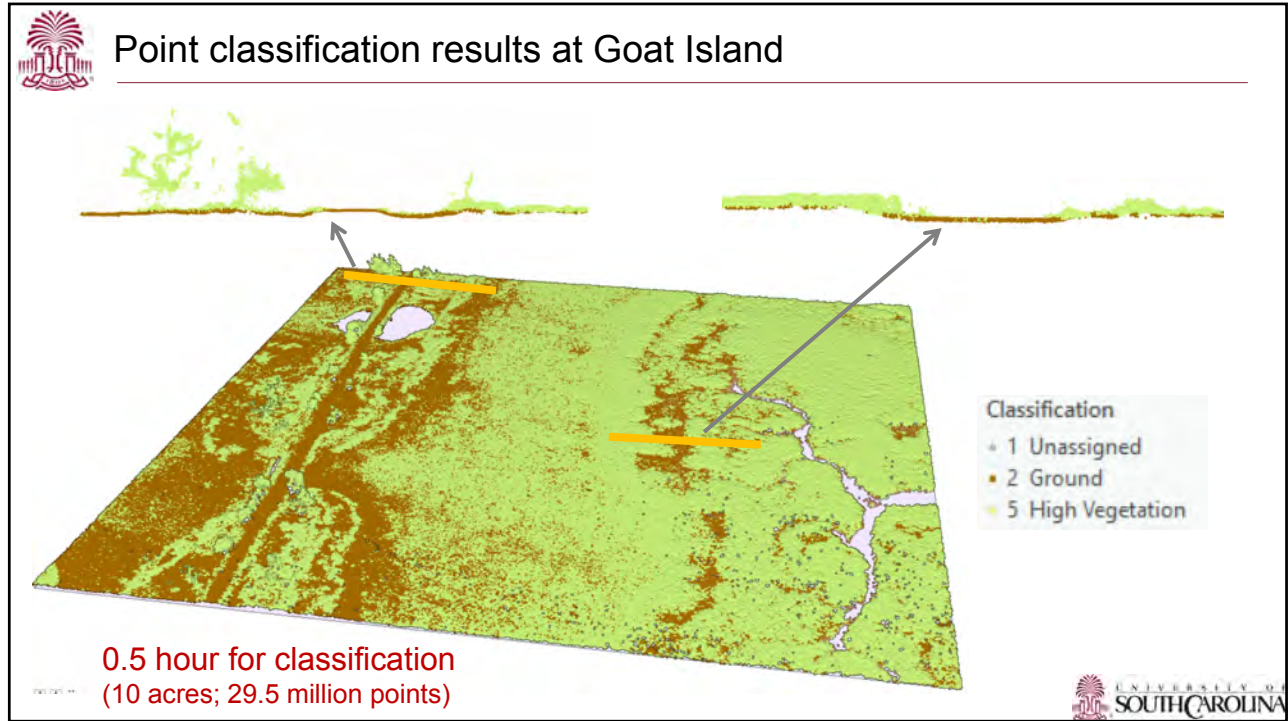 Point classification results at Goat Island
Classification
1 Unassigned
2 Ground
5 High Vegetation
0.5 hour for classification
(10 acres; 29.5 million points)
UNIVERSITY OF
SOUTH CAROLINA